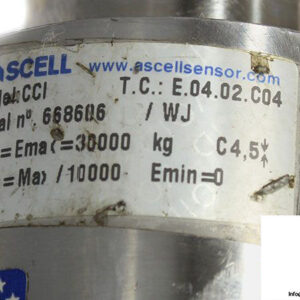 ASCELL www.ascellsensor.com
del:CCI T.C.: E.04.02.C04
al nº. 668606 / WJ
=Emax=30000 kg C4,5
=Max /10000 Emin=0